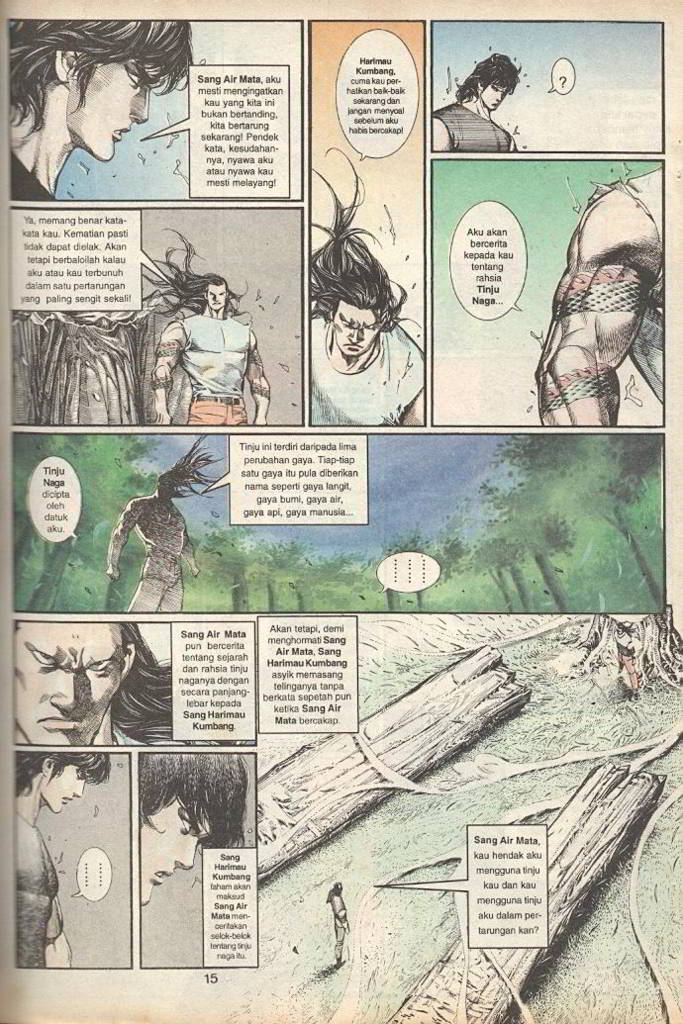 Sang Air Mata, aku
mesti mengingatkan
kau yang kita ini
bukan bertanding,
kita bertarung
sekarang! Pendek
kata, kesudahan-
nya, nyawa aku
atau nyawa kau
mesti melayang!
Ya, memang benar kata-
kata kau. Kematian pasti
tidak dapat dielak. Akan
tetapi berbaloilah kalau
aku atau kau terbunuh
dalam satu pertarungan
yang paling sengit sekali!
Harimau
Kumbang,
cuma kau per-
hatikan baik-baik
sekarang dan
jangan menyoal
sebelum aku
habis bercakap!
?
Aku akan
bercerita
kepada kau
tentang
rahsia
Tinju
Naga...
Tinju
Naga
dicipta
oleh
datuk
aku.
Tinju ini terdiri daripada lima
perubahan gaya. Tiap-tiap
satu gaya itu pula diberikan
nama seperti gaya langit,
gaya bumi, gaya air,
gaya api, gaya manusia...
Sang Air Mata
pun bercerita
tentang sejarah
dan rahsia tinju
naganya dengan
secara panjang-
lebar kepada
Sang Harimau
Kumbang.
Akan tetapi, demi
menghormati Sang
Air Mata, Sang
Harimau Kumbang
asyik memasang
telinganya tanpa
berkata sepetah pun
ketika Sang Air
Mata bercakap.
Sang
Harimau
Kumbang
faham akan
maksud
Sang Air
Mata men-
ceritakan
selok-belok
tentang tinju
naga itu.
Sang Air Mata,
kau hendak aku
mengguna tinju
kau dan kau
mengguna tinju
aku dalam per-
tarungan kan?
15